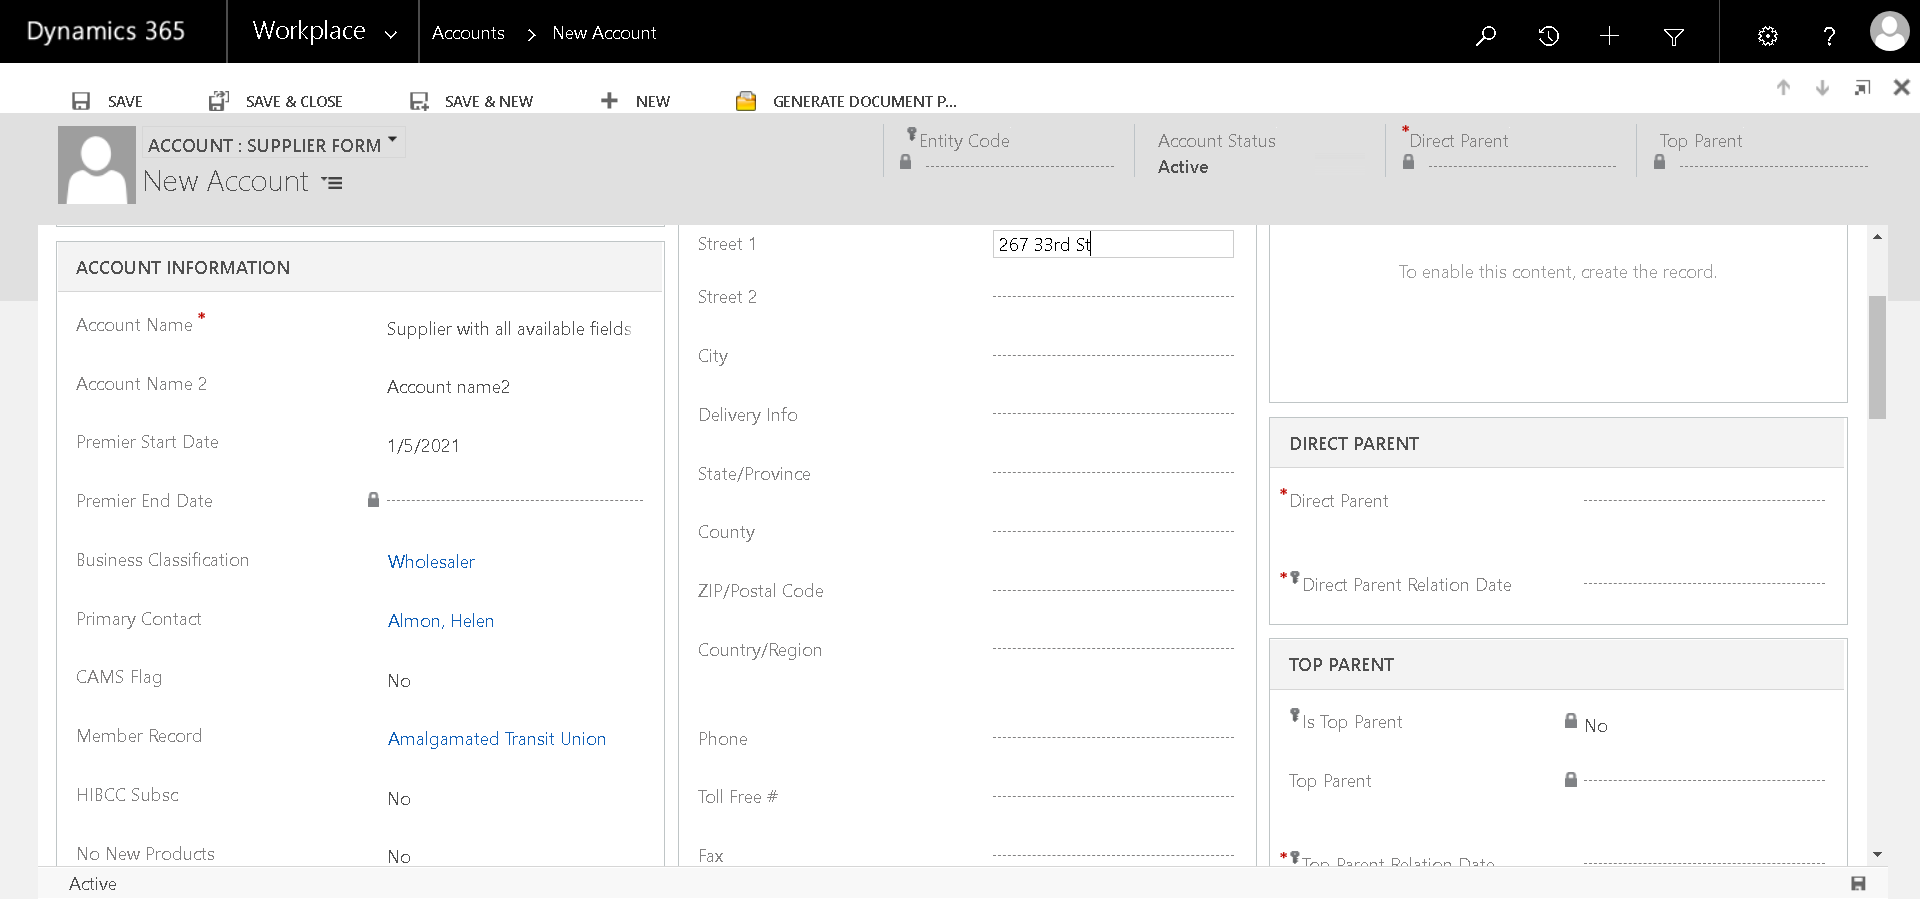 Dynamics 365
Workplace
Accounts
New Account
SAVE
SAVE & CLOSE
SAVE & NEW
NEW
GENERATE DOCUMENT P...
ACCOUNT : SUPPLIER FORM
New Account
Entity Code
Account Status
Active
*Direct Parent
Top Parent
ACCOUNT INFORMATION
Account Name *
Supplier with all available fields
Account Name 2
Account name2
Premier Start Date
1/5/2021
Premier End Date
Business Classification
Wholesaler
Primary Contact
Almon, Helen
CAMS Flag
No
Member Record
Amalgamated Transit Union
HIBCC Subsc
No
No New Products
No
Street 1
267 33rd St
Street 2
City
Delivery Info
State/Province
County
ZIP/Postal Code
Country/Region
Phone
Toll Free #
Fax
To enable this content, create the record.
DIRECT PARENT
*Direct Parent
*Direct Parent Relation Date
TOP PARENT
Is Top Parent
No
Top Parent
*Top Parent Relation Date
Active